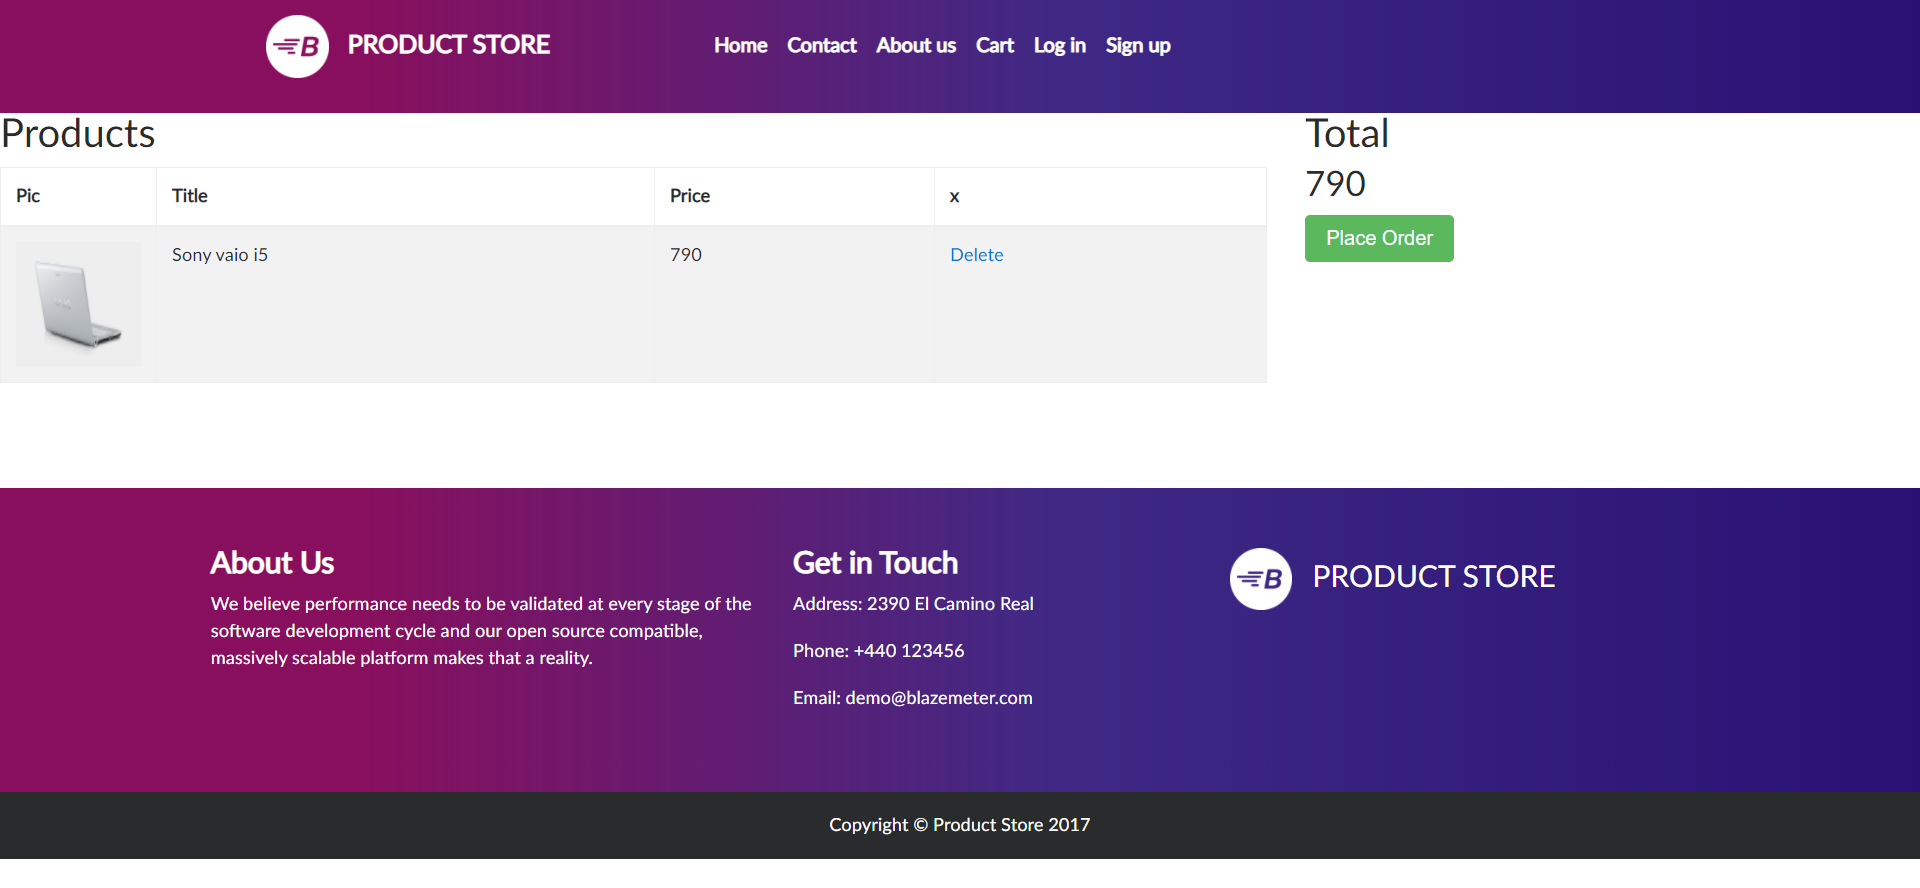 B PRODUCT STORE
Home Contact About us Cart Log in Sign up
Products
Total
790
Place Order
Pic Title Price x
Sony vaio i5 790 Delete
About Us
We believe performance needs to be validated at every stage of the
software development cycle and our open source compatible,
massively scalable platform makes that a reality.
Get in Touch
Address: 2390 El Camino Real
Phone: +440 123456
Email: demo@blazemeter.com
B PRODUCT STORE
Copyright © Product Store 2017